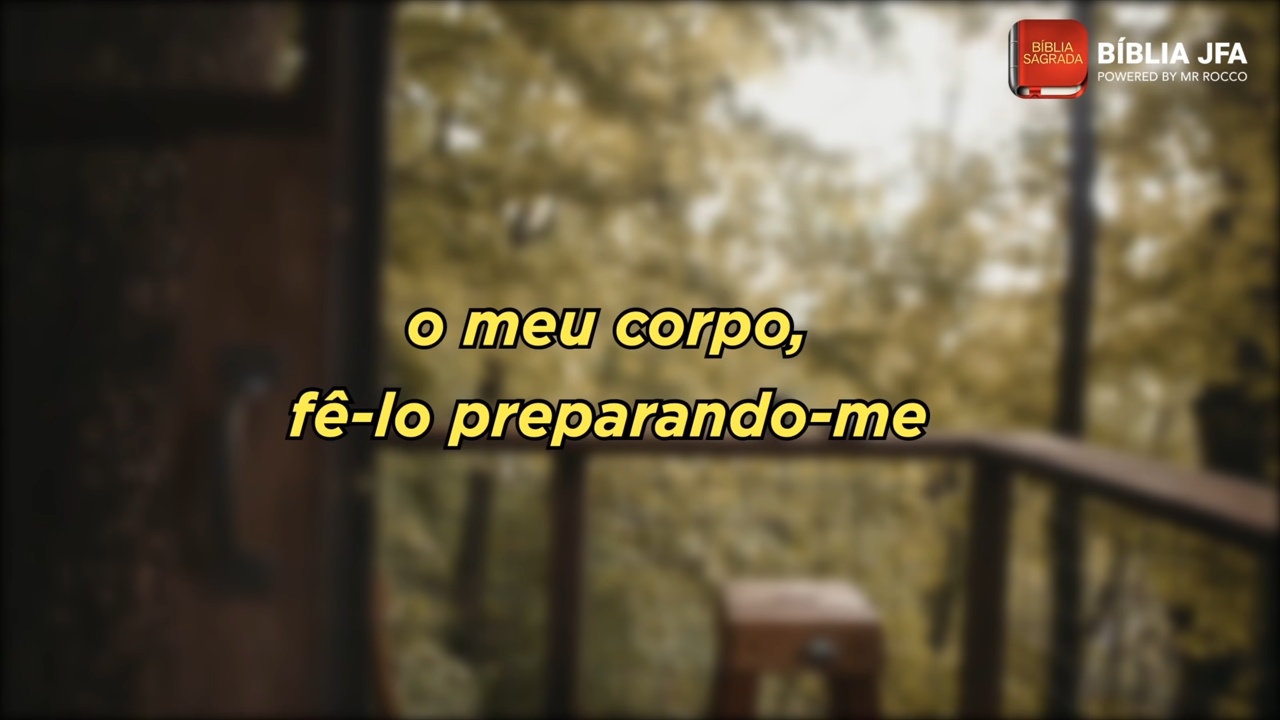 BÍBLIA
SAGRADA
BÍBLIA JFA
POWERED BY MR ROCCO
o meu corpo,
fê-lo preparando-me